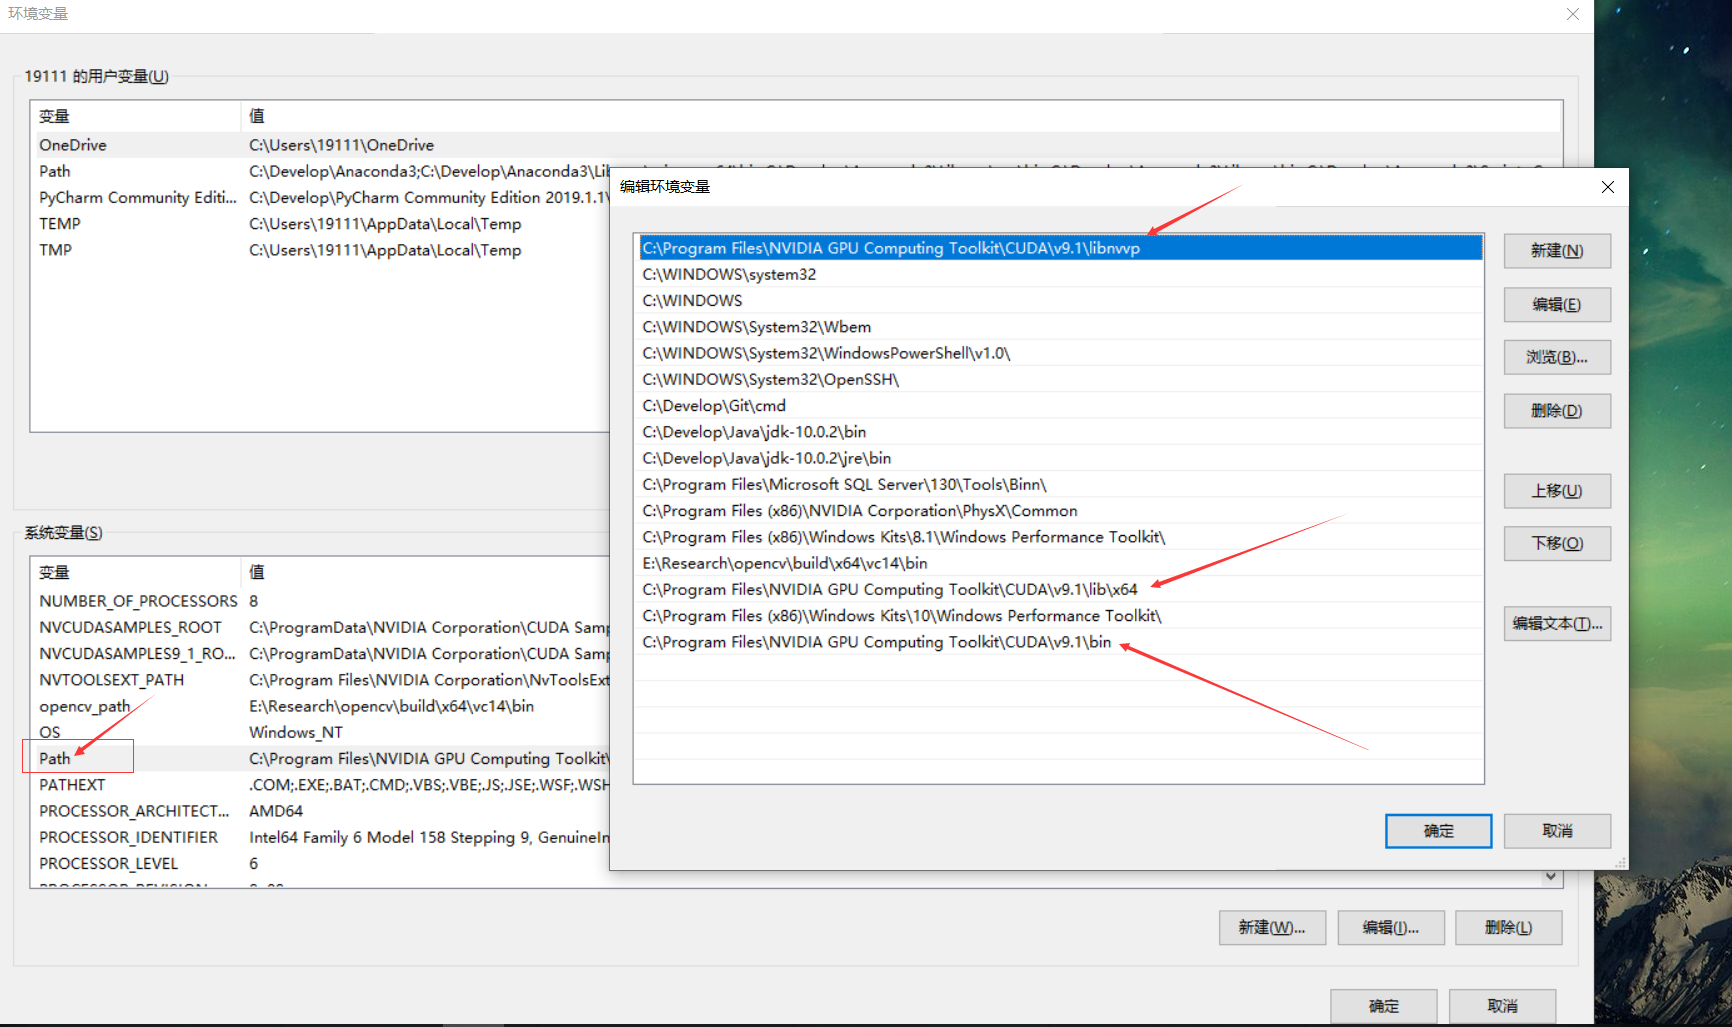 环境变量
19111 的用户变量(U)
变量 值
OneDrive C:\Users\19111\OneDrive
Path C:\Develop\Anaconda3;C:\Develop\Anaconda3\Lib
PyCharm Community Editi... C:\Develop\PyCharm Community Edition 2019.1.1\
TEMP C:\Users\19111\AppData\Local\Temp
TMP C:\Users\19111\AppData\Local\Temp
系统变量(S)
变量 值
NUMBER_OF_PROCESSORS 8
NVCUDASAMPLES_ROOT C:\ProgramData\NVIDIA Corporation\CUDA Samp
NVCUDASAMPLES9_1_RO... C:\ProgramData\NVIDIA Corporation\CUDA Samp
NVTOOLSEXT_PATH C:\Program Files\NVIDIA Corporation\NvToolsExt
opencv_path E:\Research\opencv\build\x64\vc14\bin
OS Windows_NT
Path C:\Program Files\NVIDIA GPU Computing Toolkit\
PATHEXT .COM;.EXE;.BAT;.CMD;.VBS;.VBE;.JS;.JSE;.WSF;.WSH
PROCESSOR_ARCHITECT... AMD64
PROCESSOR_IDENTIFIER Intel64 Family 6 Model 158 Stepping 9, GenuineIn
PROCESSOR_LEVEL 6
新建(W)... 编辑(I)... 删除(L)
确定 取消
编辑环境变量
C:\Program Files\NVIDIA GPU Computing Toolkit\CUDA\v9.1\libnvvp
C:\WINDOWS\system32
C:\WINDOWS
C:\WINDOWS\System32\Wbem
C:\WINDOWS\System32\WindowsPowerShell\v1.0\
C:\WINDOWS\System32\OpenSSH\
C:\Develop\Git\cmd
C:\Develop\Java\jdk-10.0.2\bin
C:\Develop\Java\jdk-10.0.2\jre\bin
C:\Program Files\Microsoft SQL Server\130\Tools\Binn\
C:\Program Files (x86)\NVIDIA Corporation\PhysX\Common
C:\Program Files (x86)\Windows Kits\8.1\Windows Performance Toolkit\
E:\Research\opencv\build\x64\vc14\bin
C:\Program Files\NVIDIA GPU Computing Toolkit\CUDA\v9.1\lib\x64
C:\Program Files (x86)\Windows Kits\10\Windows Performance Toolkit\
C:\Program Files\NVIDIA GPU Computing Toolkit\CUDA\v9.1\bin
新建(N)
编辑(E)
浏览(B)...
删除(D)
上移(U)
下移(O)
编辑文本(T)...
确定 取消